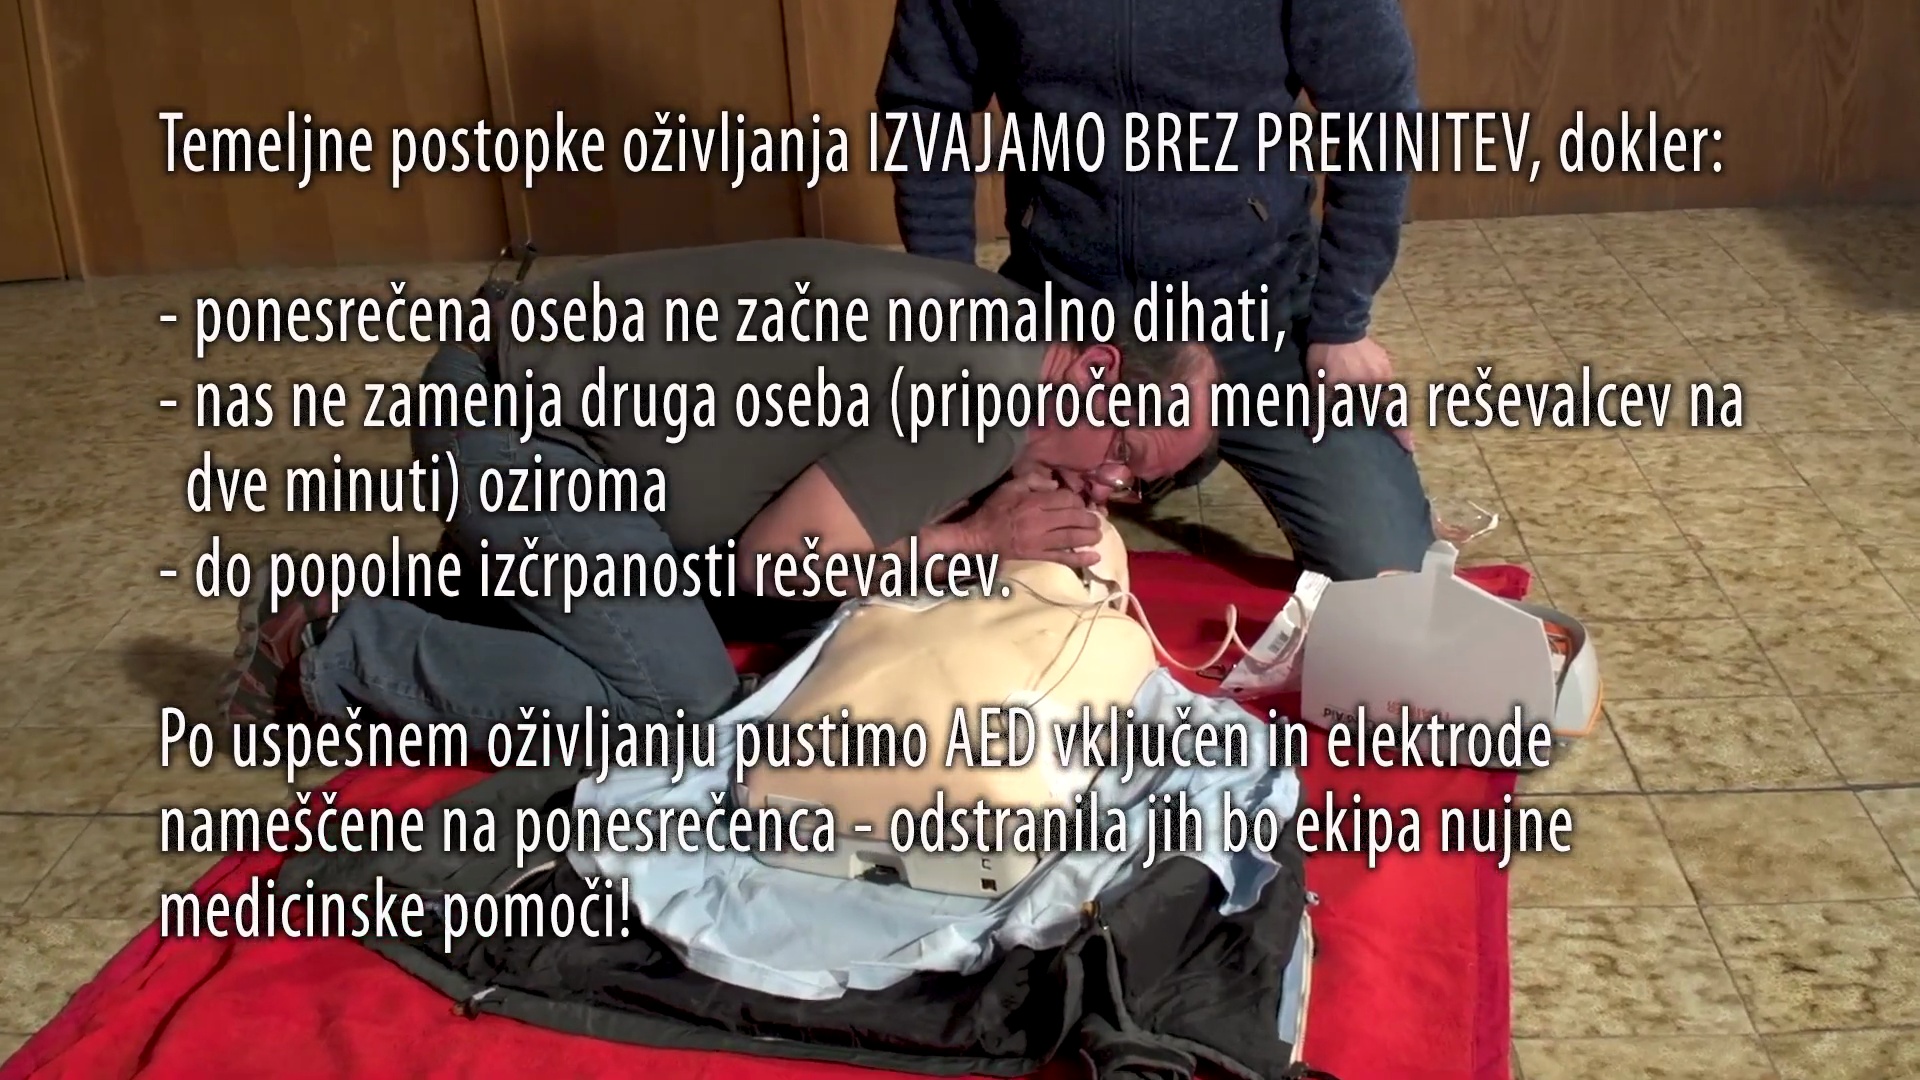 Temeljne postopke oživljanja IZVAJAMO BREZ PREKINITEV, dokler:
- ponesrečena oseba ne začne normalno dihati,
- nas ne zamenja druga oseba (priporočena menjava reševalcev na
dve minuti) oziroma
- do popolne izčrpanosti reševalcev.
Po uspešnem oživljanju pustimo AED vključen in elektrode
nameščene na ponesrečenca - odstranila jih bo ekipa nujne
medicinske pomoči!